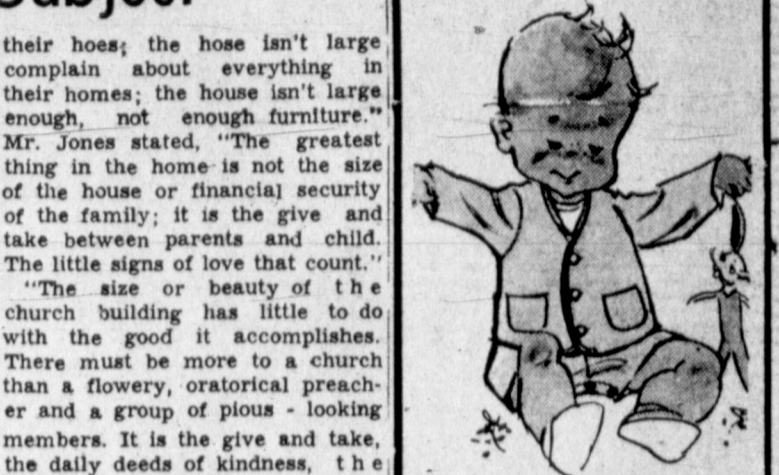 Subject
their hoes; the hose isn't large
complain about everything in
their homes; the house isn't large
enough, not enough furniture."
Mr. Jones stated, "The greatest
thing in the home is not the size
of the house or financial security
of the family; it is the give and
take between parents and child.
The little signs of love that count."
"The size or beauty of the
church building has little to do
with the good it accomplishes.
There must be more to a church
than a flowery, oratorical preach-
er and a group of pious - looking
members. It is the give and take,
the daily deeds of kindness, the